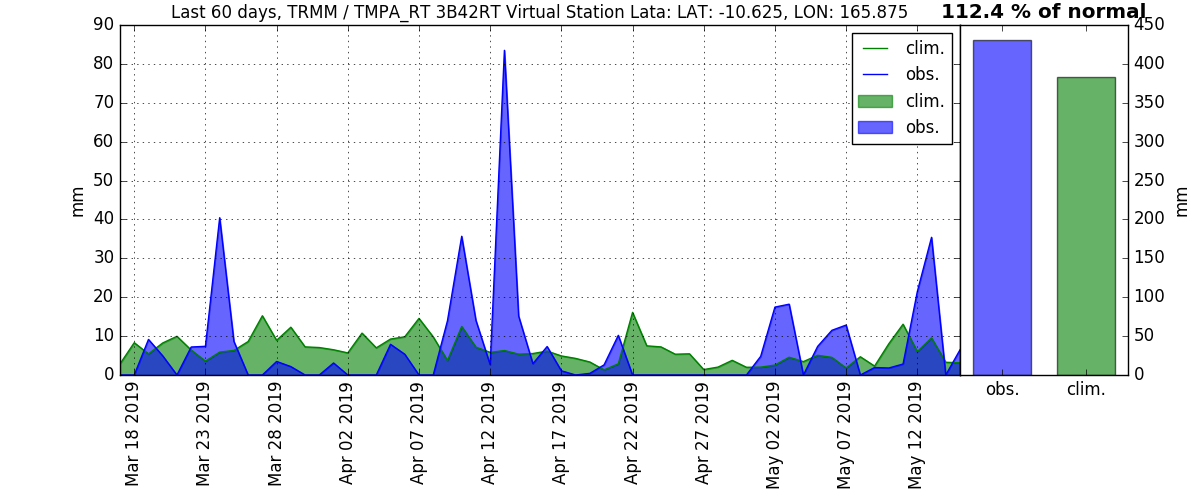 Last 60 days, TRMM / TMPA_RT 3B42RT Virtual Station Lata: LAT: -10.625, LON: 165.875
112.4 % of normal
90
80
70
60
50
40
30
20
10
0
mm
clim.
obs.
clim.
obs.
450
400
350
300
250
200
150
100
50
0
mm
Mar 18 2019
Mar 23 2019
Mar 28 2019
Apr 02 2019
Apr 07 2019
Apr 12 2019
Apr 17 2019
Apr 22 2019
Apr 27 2019
May 02 2019
May 07 2019
May 12 2019
obs.
clim.